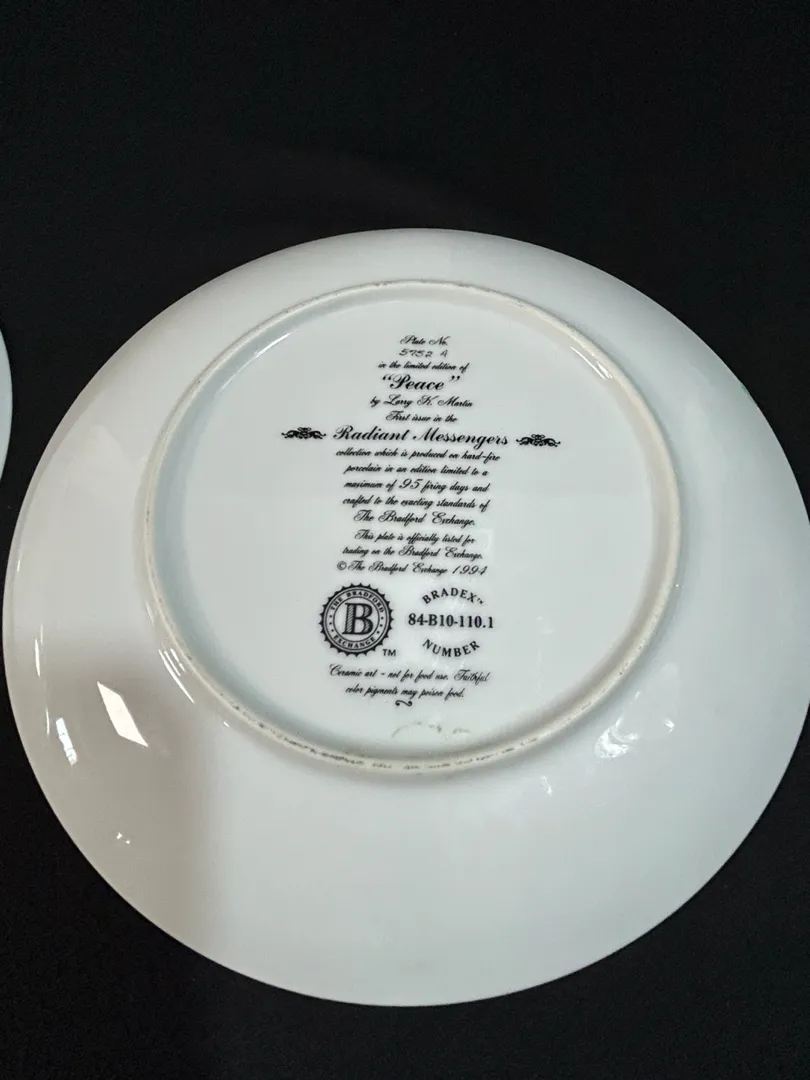 Plate No.
5752 A
in the limited edition of
"Peace"
by Larry K. Martin
First issue in the
Radiant Messengers
collection which is produced on hard-fire
porcelain in an edition limited to a
maximum of 95 firing days and
crafted to the exacting standards of
The Bradford Exchange.
This plate is officially listed for
trading on the Bradford Exchange.
© The Bradford Exchange 1994
THE BRADFORD
B
EXCHANGE
TM
BRADEX™
84-B10-110.1
NUMBER
Ceramic art - not for food use. Faithful
color pigments may poison food.